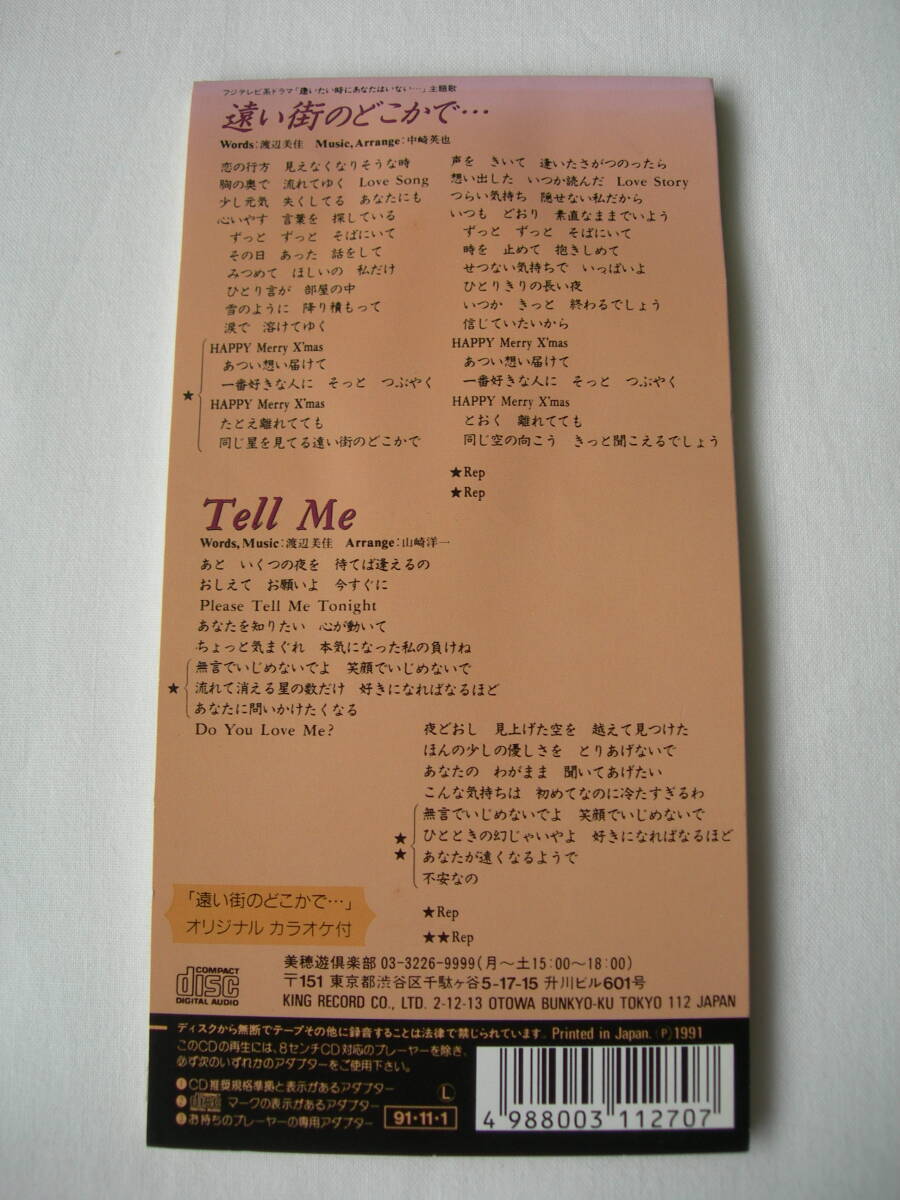 フジテレビ系ドラマ「逢いたい時にあなたはいない…」主題歌
遠い街のどこかで…
Words:渡辺美佳 Music, Arrange:中崎英也
恋の行方 見えなくなりそうな時
胸の奥で 流れてゆく Love Song
少し元気 失くしてる あなたにも
心いやす 言葉を 探している
ずっと ずっと そばにいて
その日 あった 話をして
みつめて ほしいの 私だけ
ひとり言が 部屋の中
雪のように 降り積もって
涙で 溶けてゆく
★
HAPPY Merry X'mas
あつい想い届けて
一番好きな人に そっと つぶやく
HAPPY Merry X'mas
たとえ離れてても
同じ星を見てる遠い街のどこかで
声を きいて 逢いたさがつのったら
想い出した いつか読んだ Love Story
つらい気持ち 隠せない私だから
いつも どおり 素直なままでいよう
ずっと ずっと そばにいて
時を 止めて 抱きしめて
せつない気持ちで いっぱいよ
ひとりきりの長い夜
いつか きっと 終わるでしょう
信じていたいから
HAPPY Merry X'mas
あつい想い届けて
一番好きな人に そっと つぶやく
HAPPY Merry X'mas
とおく 離れてても
同じ空の向こう きっと聞こえるでしょう
★Rep
★Rep
Tell Me
Words, Music:渡辺美佳 Arrange:山崎洋一
あと いくつの夜を 待てば逢えるの
おしえて お願いよ 今すぐに
Please Tell Me Tonight
あなたを知りたい 心が動いて
ちょっと気まぐれ 本気になった私の負けね
★
無言でいじめないでよ 笑顔でいじめないで
流れて消える星の数だけ 好きになればなるほど
あなたに問いかけたくなる
Do You Love Me?
夜どおし 見上げた空を 越えて見つけた
ほんの少しの優しさを とりあげないで
あなたの わがまま 聞いてあげたい
こんな気持ちは 初めてなのに冷たすぎるわ
★★
無言でいじめないでよ 笑顔でいじめないで
ひとときの幻じゃいやよ 好きになればなるほど
あなたが遠くなるようで
不安なの
★Rep
★★Rep
「遠い街のどこかで…」
オリジナル カラオケ付
COMPACT
disc
DIGITAL AUDIO
美穂遊倶楽部 03-3226-9999(月〜土15:00〜18:00)
〒151 東京都渋谷区千駄ヶ谷5-17-15 升川ビル601号
KING RECORD CO., LTD. 2-12-13 OTOWA BUNKYO-KU TOKYO 112 JAPAN
ディスクから無断でテープその他に録音することは法律で禁じられています。 Printed in Japan. Ⓟ1991
このCDの再生には、8センチCD対応のプレーヤーを除き、
必ず次のいずれかのアダプターをご使用下さい。
❶CD推奨規格準拠と表示があるアダプター
❷disc マークの表示があるアダプター
❸お持ちのプレーヤーの専用アダプター
Ⓛ
91・11・1
4 988003 112707